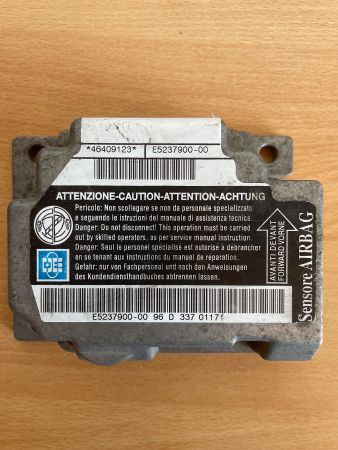 *46409123* E5237900-00
ATTENZIONE-CAUTION-ATTENTION-ACHTUNG
Pericolo: Non scollegare se non da personale specializzato
e seguendo le istruzioni del manuale di assistenza tecnica.
Danger: Do not disconnect! This operation must be carried
out by skilled operators, as per service manual instruction
Danger: Seul le personel specialisé est autorisé à débrancher
en se tenant aux instructions du manuel de réparation.
Gefahr: nur von Fachpersonal und nach den Anweisungen
des Kundendiensthandbuches abtrennen lassen.
AVANTI-DEVANT
FORWARD VORNE
Sensore AIRBAG
E5237900-00 96 D 337 01171